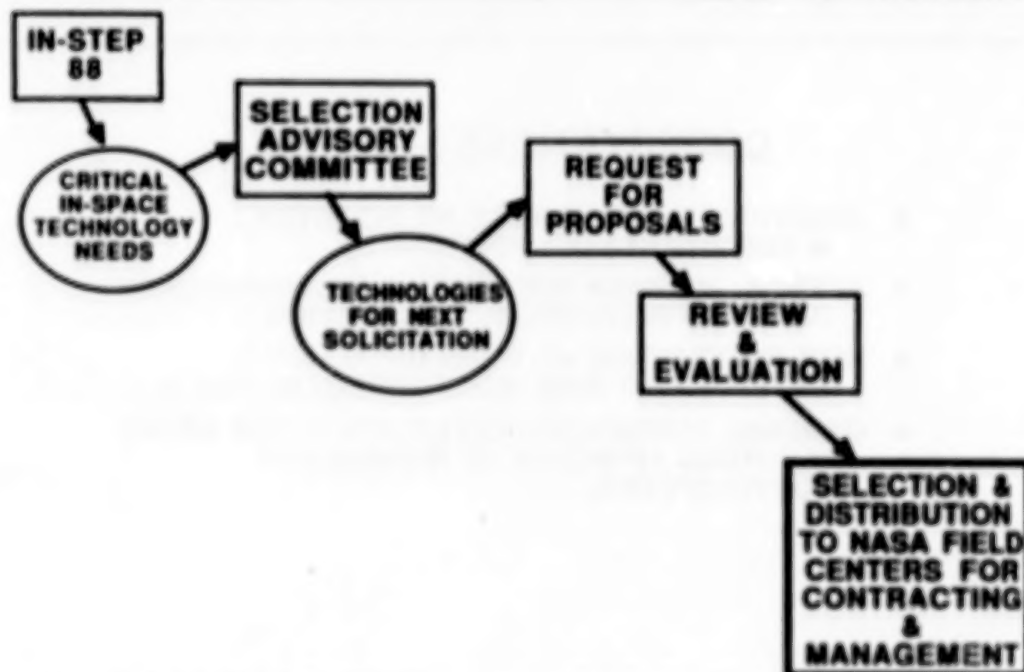 IN-STEP
88
CRITICAL
IN-SPACE
TECHNOLOGY
NEEDS
SELECTION
ADVISORY
COMMITTEE
TECHNOLOGIES
FOR NEXT
SOLICITATION
REQUEST
FOR
PROPOSALS
REVIEW
&
EVALUATION
SELECTION &
DISTRIBUTION
TO NASA FIELD
CENTERS FOR
CONTRACTING
&
MANAGEMENT